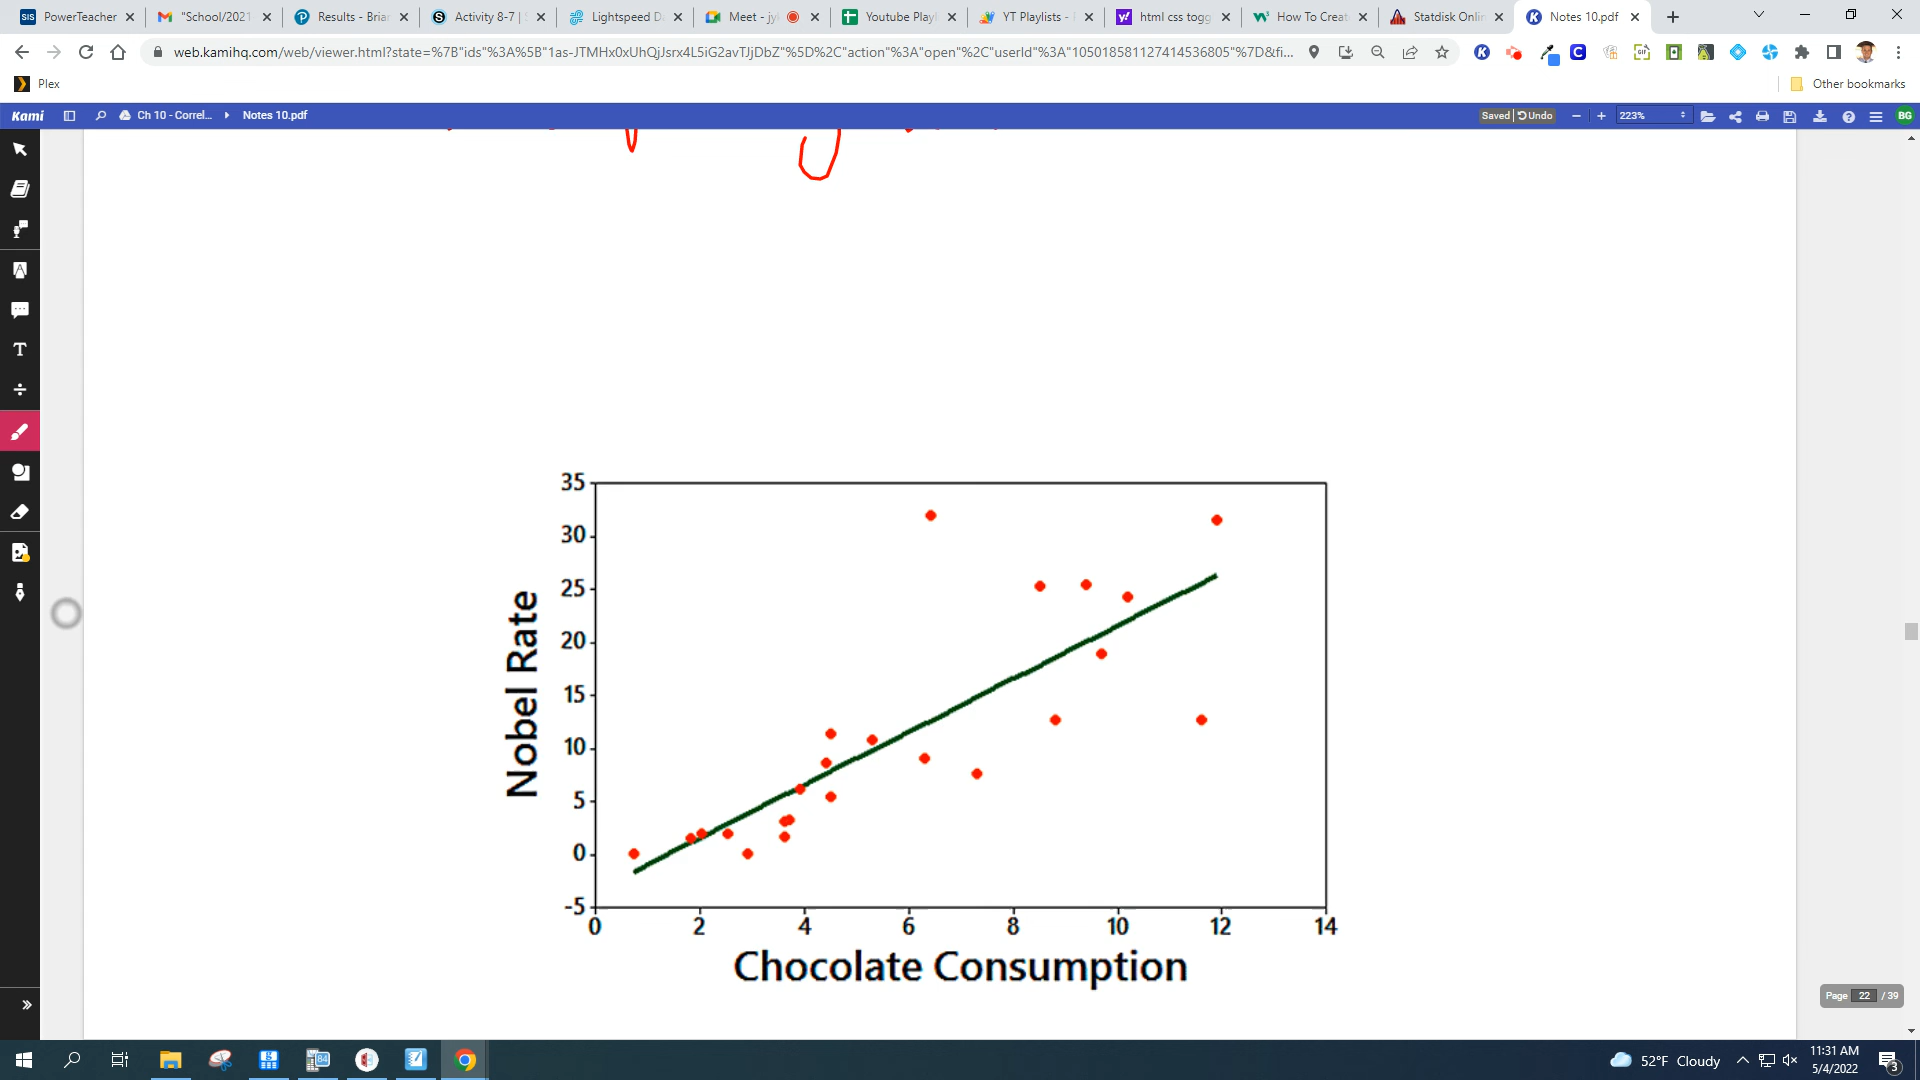 PowerTeacher
"School/2021
Results - Bria
Activity 8-7 |
Lightspeed D
Meet - jy
Youtube Playl
YT Playlists -
html css togg
How To Creat
Statdisk Onlin
Notes 10.pdf
web.kamihq.com/web/viewer.html?state=%7B"ids"%3A%5B"1as-JTMHx0xUhQjJsrx4L5iG2avTJjDbZ"%5D%2C"action"%3A"open"%2C"userId"%3A"105018581127414536805"%7D&fi...
Plex
Other bookmarks
Kami
Ch 10 - Correl...
Notes 10.pdf
Saved
Undo
223%
BG
35
30
25
20
15
10
5
0
-5
Nobel Rate
0 2 4 6 8 10 12 14
Chocolate Consumption
Page 22 / 39
52°F Cloudy
11:31 AM
5/4/2022
3